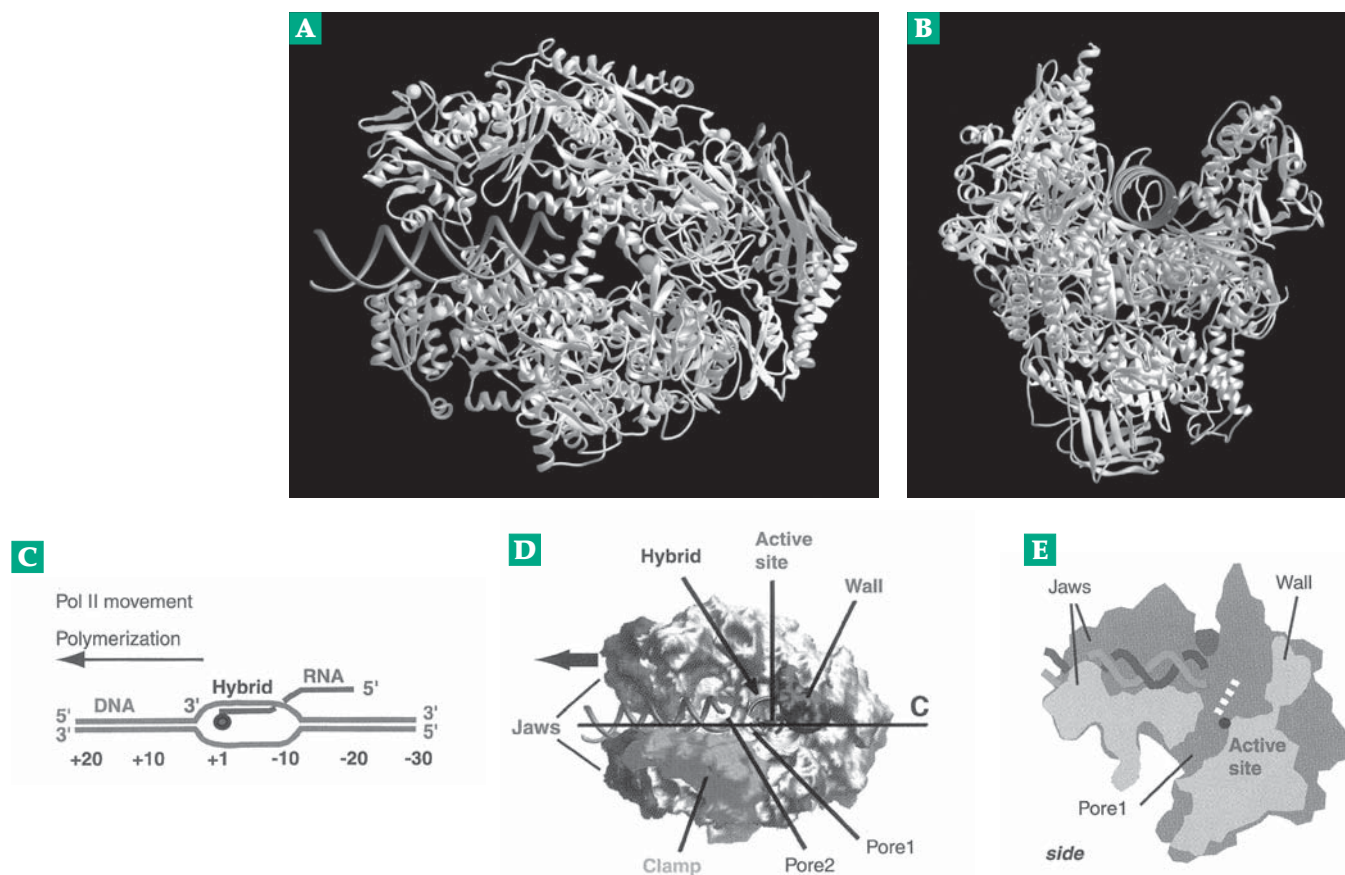 A
B
C
Pol II movement
Polymerization
Hybrid
RNA
DNA
3'
5'
5'
3'
3'
5'
+20 +10 +1 -10 -20 -30
D
Hybrid
Active
site
Wall
C
Jaws
Clamp
Pore2
Pore1
E
Jaws
Wall
Active
site
Pore1
side